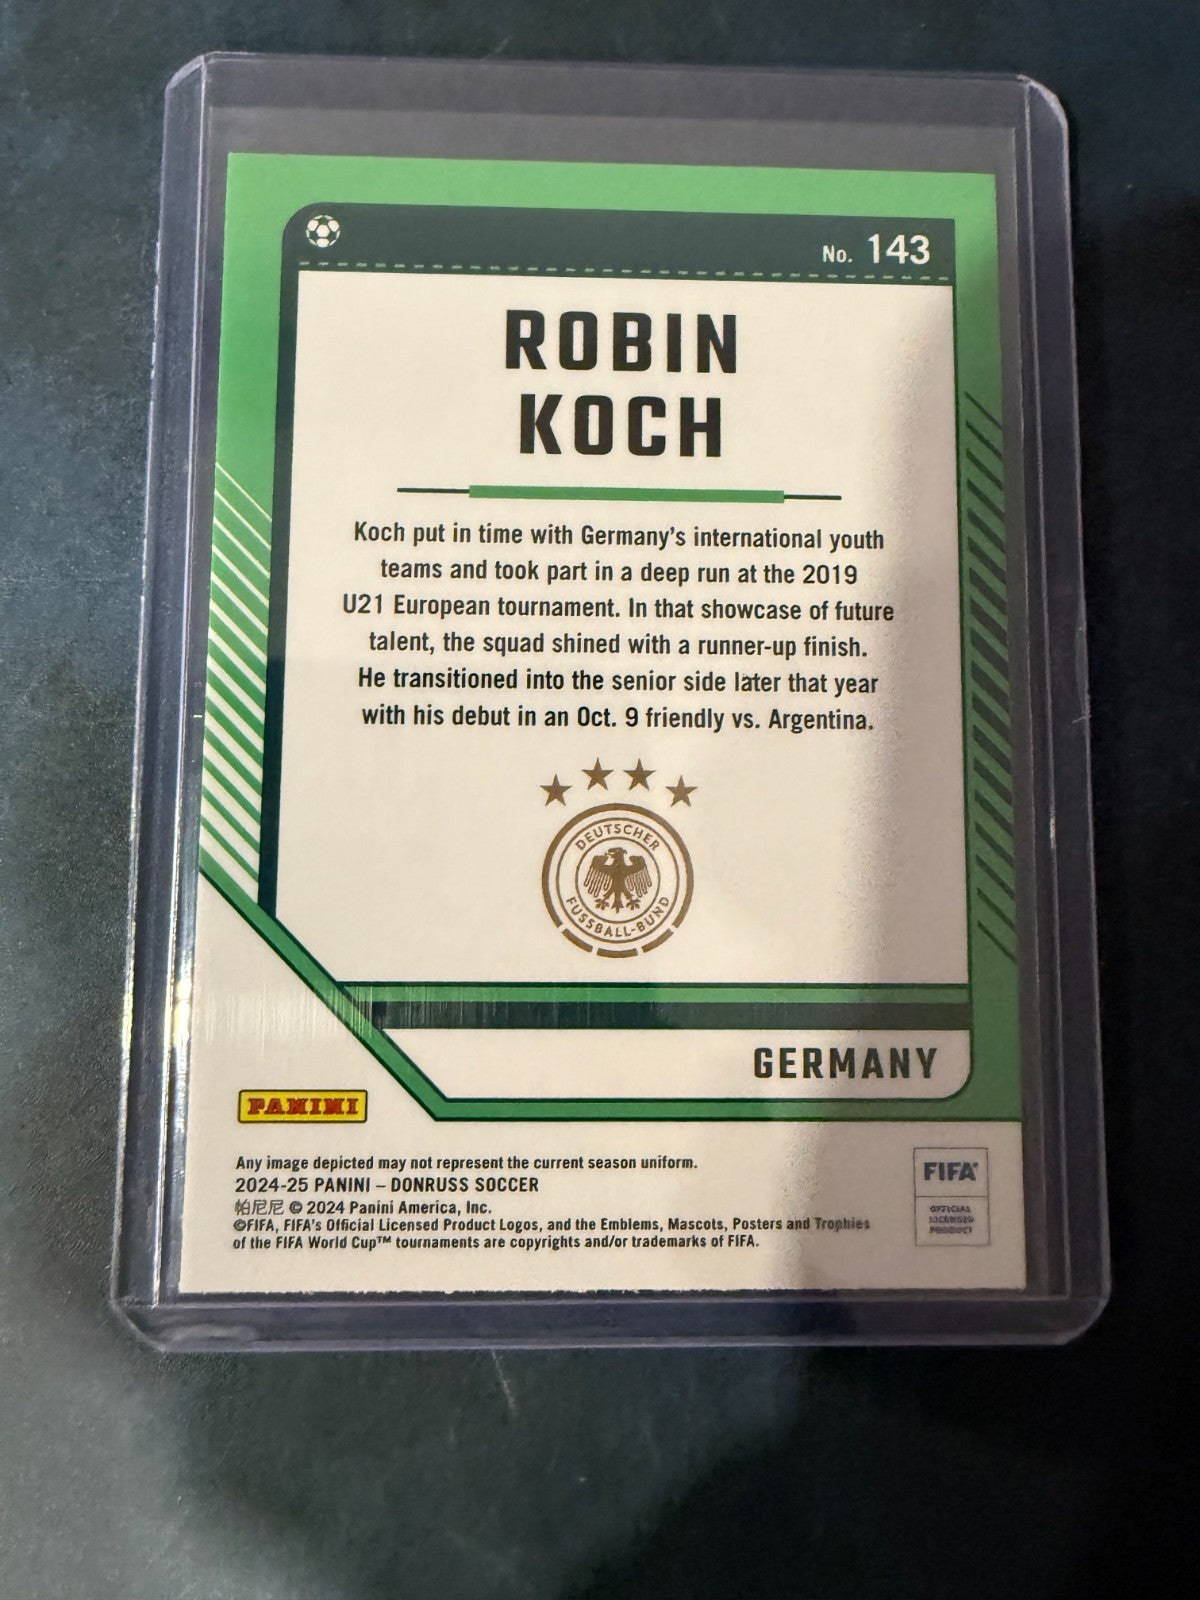 No. 143
ROBIN
KOCH
Koch put in time with Germany's international youth
teams and took part in a deep run at the 2019
U21 European tournament. In that showcase of future
talent, the squad shined with a runner-up finish.
He transitioned into the senior side later that year
with his debut in an Oct. 9 friendly vs. Argentina.
DEUTSCHER
FUSSBALL-BUND
GERMANY
PANINI
Any image depicted may not represent the current season uniform.
2024-25 PANINI – DONRUSS SOCCER
帕尼尼 © 2024 Panini America, Inc.
©FIFA, FIFA's Official Licensed Product Logos, and the Emblems, Mascots, Posters and Trophies
of the FIFA World Cup™ tournaments are copyrights and/or trademarks of FIFA.
FIFA
OFFICIAL
LICENSED
PRODUCT